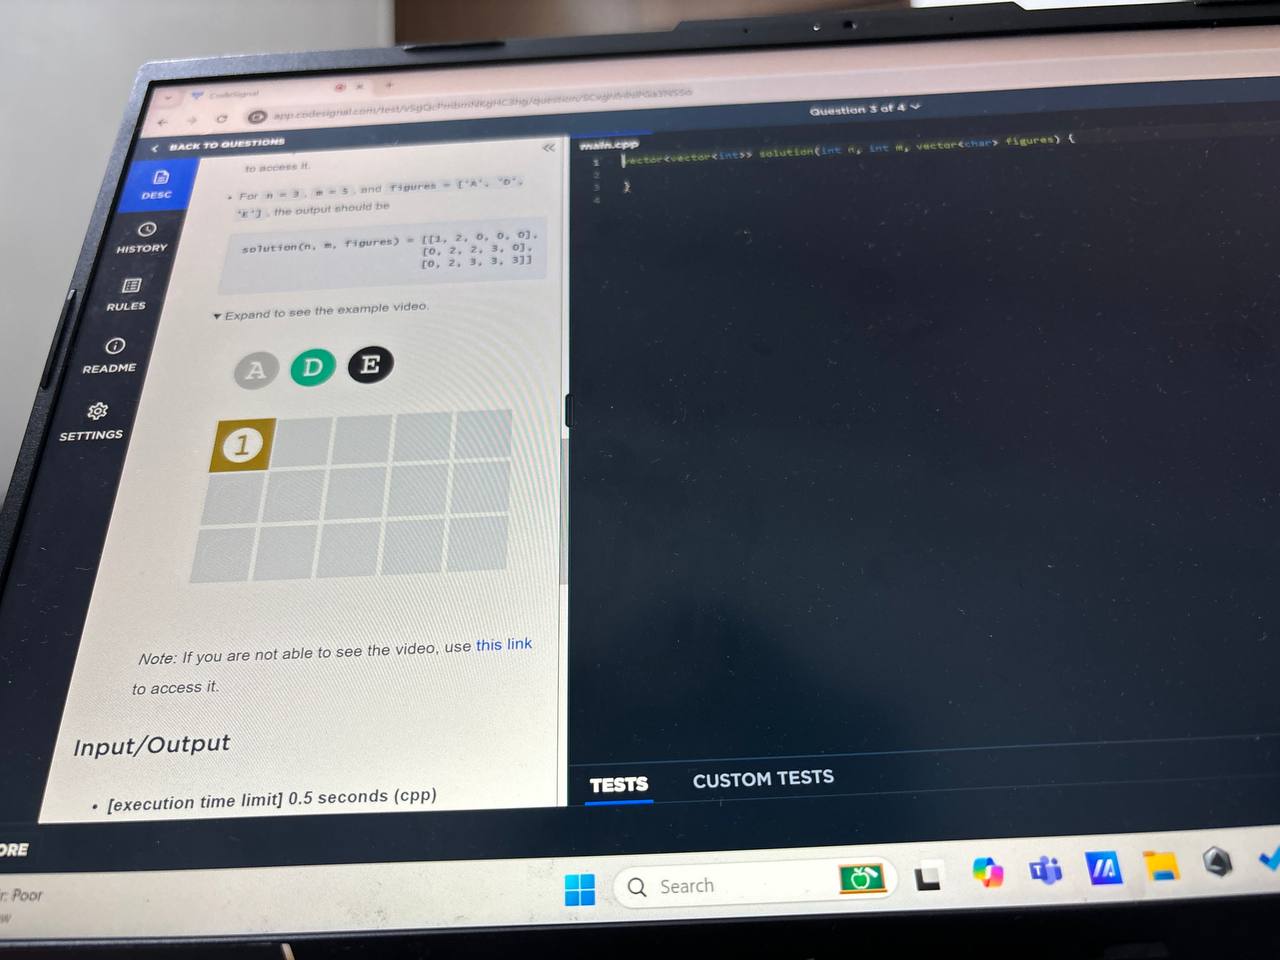 CodeSignal
Question 3 of 4
BACK TO QUESTIONS
DESC
HISTORY
RULES
README
SETTINGS
to access it.
For n = 3, m = 5, and figures = ['A', 'D',
'E'], the output should be
solution(n, m, figures) = [[1, 2, 0, 0, 0],
[0, 2, 2, 3, 0],
[0, 2, 3, 3, 3]]
▼ Expand to see the example video.
A D E
1
Note: If you are not able to see the video, use this link
to access it.
Input/Output
• [execution time limit] 0.5 seconds (cpp)
main.cpp
1 vector<vector<int>> solution(int n, int m, vector<char> figures) {
2
3 }
4
TESTS CUSTOM TESTS
ORE
r: Poor
Search